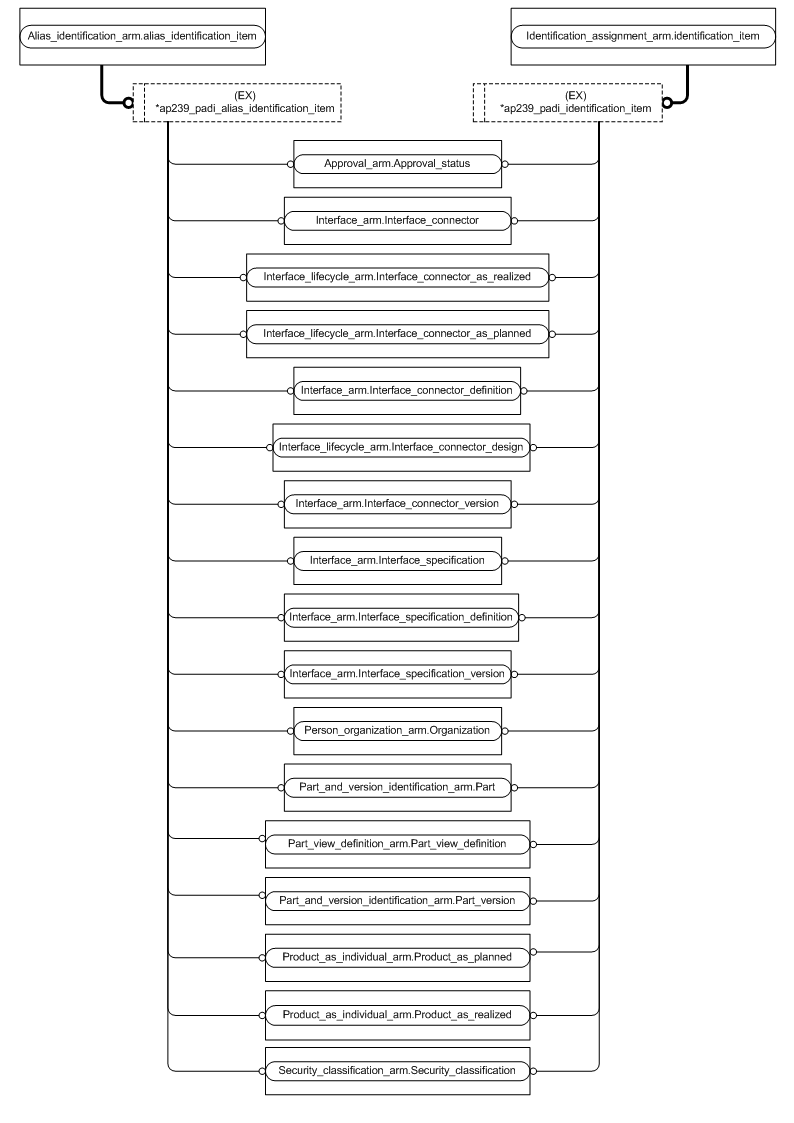 Alias_identification_arm.alias_identification_item
Identification_assignment_arm.identification_item
(EX)
*ap239_padi_alias_identification_item
(EX)
*ap239_padi_identification_item
Approval_arm.Approval_status
Interface_arm.Interface_connector
Interface_lifecycle_arm.Interface_connector_as_realized
Interface_lifecycle_arm.Interface_connector_as_planned
Interface_arm.Interface_connector_definition
Interface_lifecycle_arm.Interface_connector_design
Interface_arm.Interface_connector_version
Interface_arm.Interface_specification
Interface_arm.Interface_specification_definition
Interface_arm.Interface_specification_version
Person_organization_arm.Organization
Part_and_version_identification_arm.Part
Part_view_definition_arm.Part_view_definition
Part_and_version_identification_arm.Part_version
Product_as_individual_arm.Product_as_planned
Product_as_individual_arm.Product_as_realized
Security_classification_arm.Security_classification